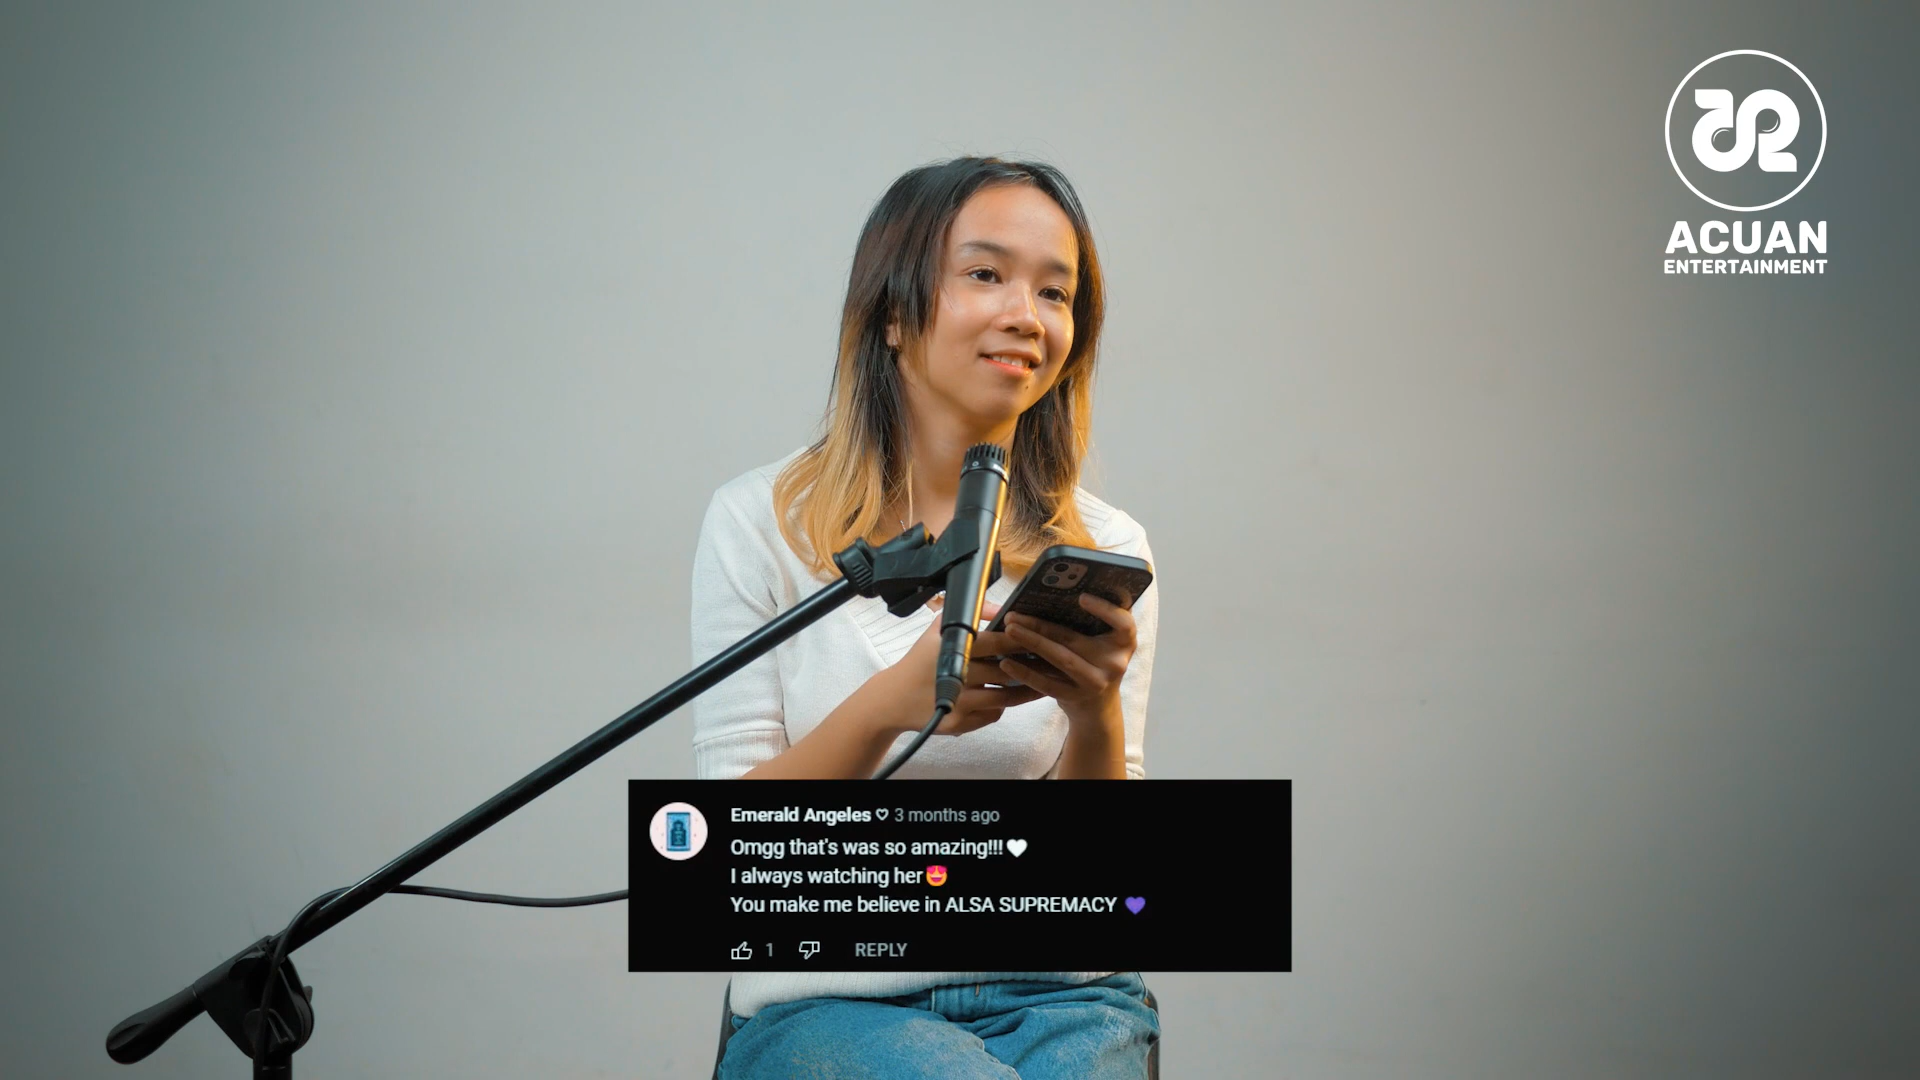 ACUAN
ENTERTAINMENT
Emerald Angeles ♡ 3 months ago
Omgg that's was so amazing!!!🤍
I always watching her😍
You make me believe in ALSA SUPREMACY 💜
1 REPLY